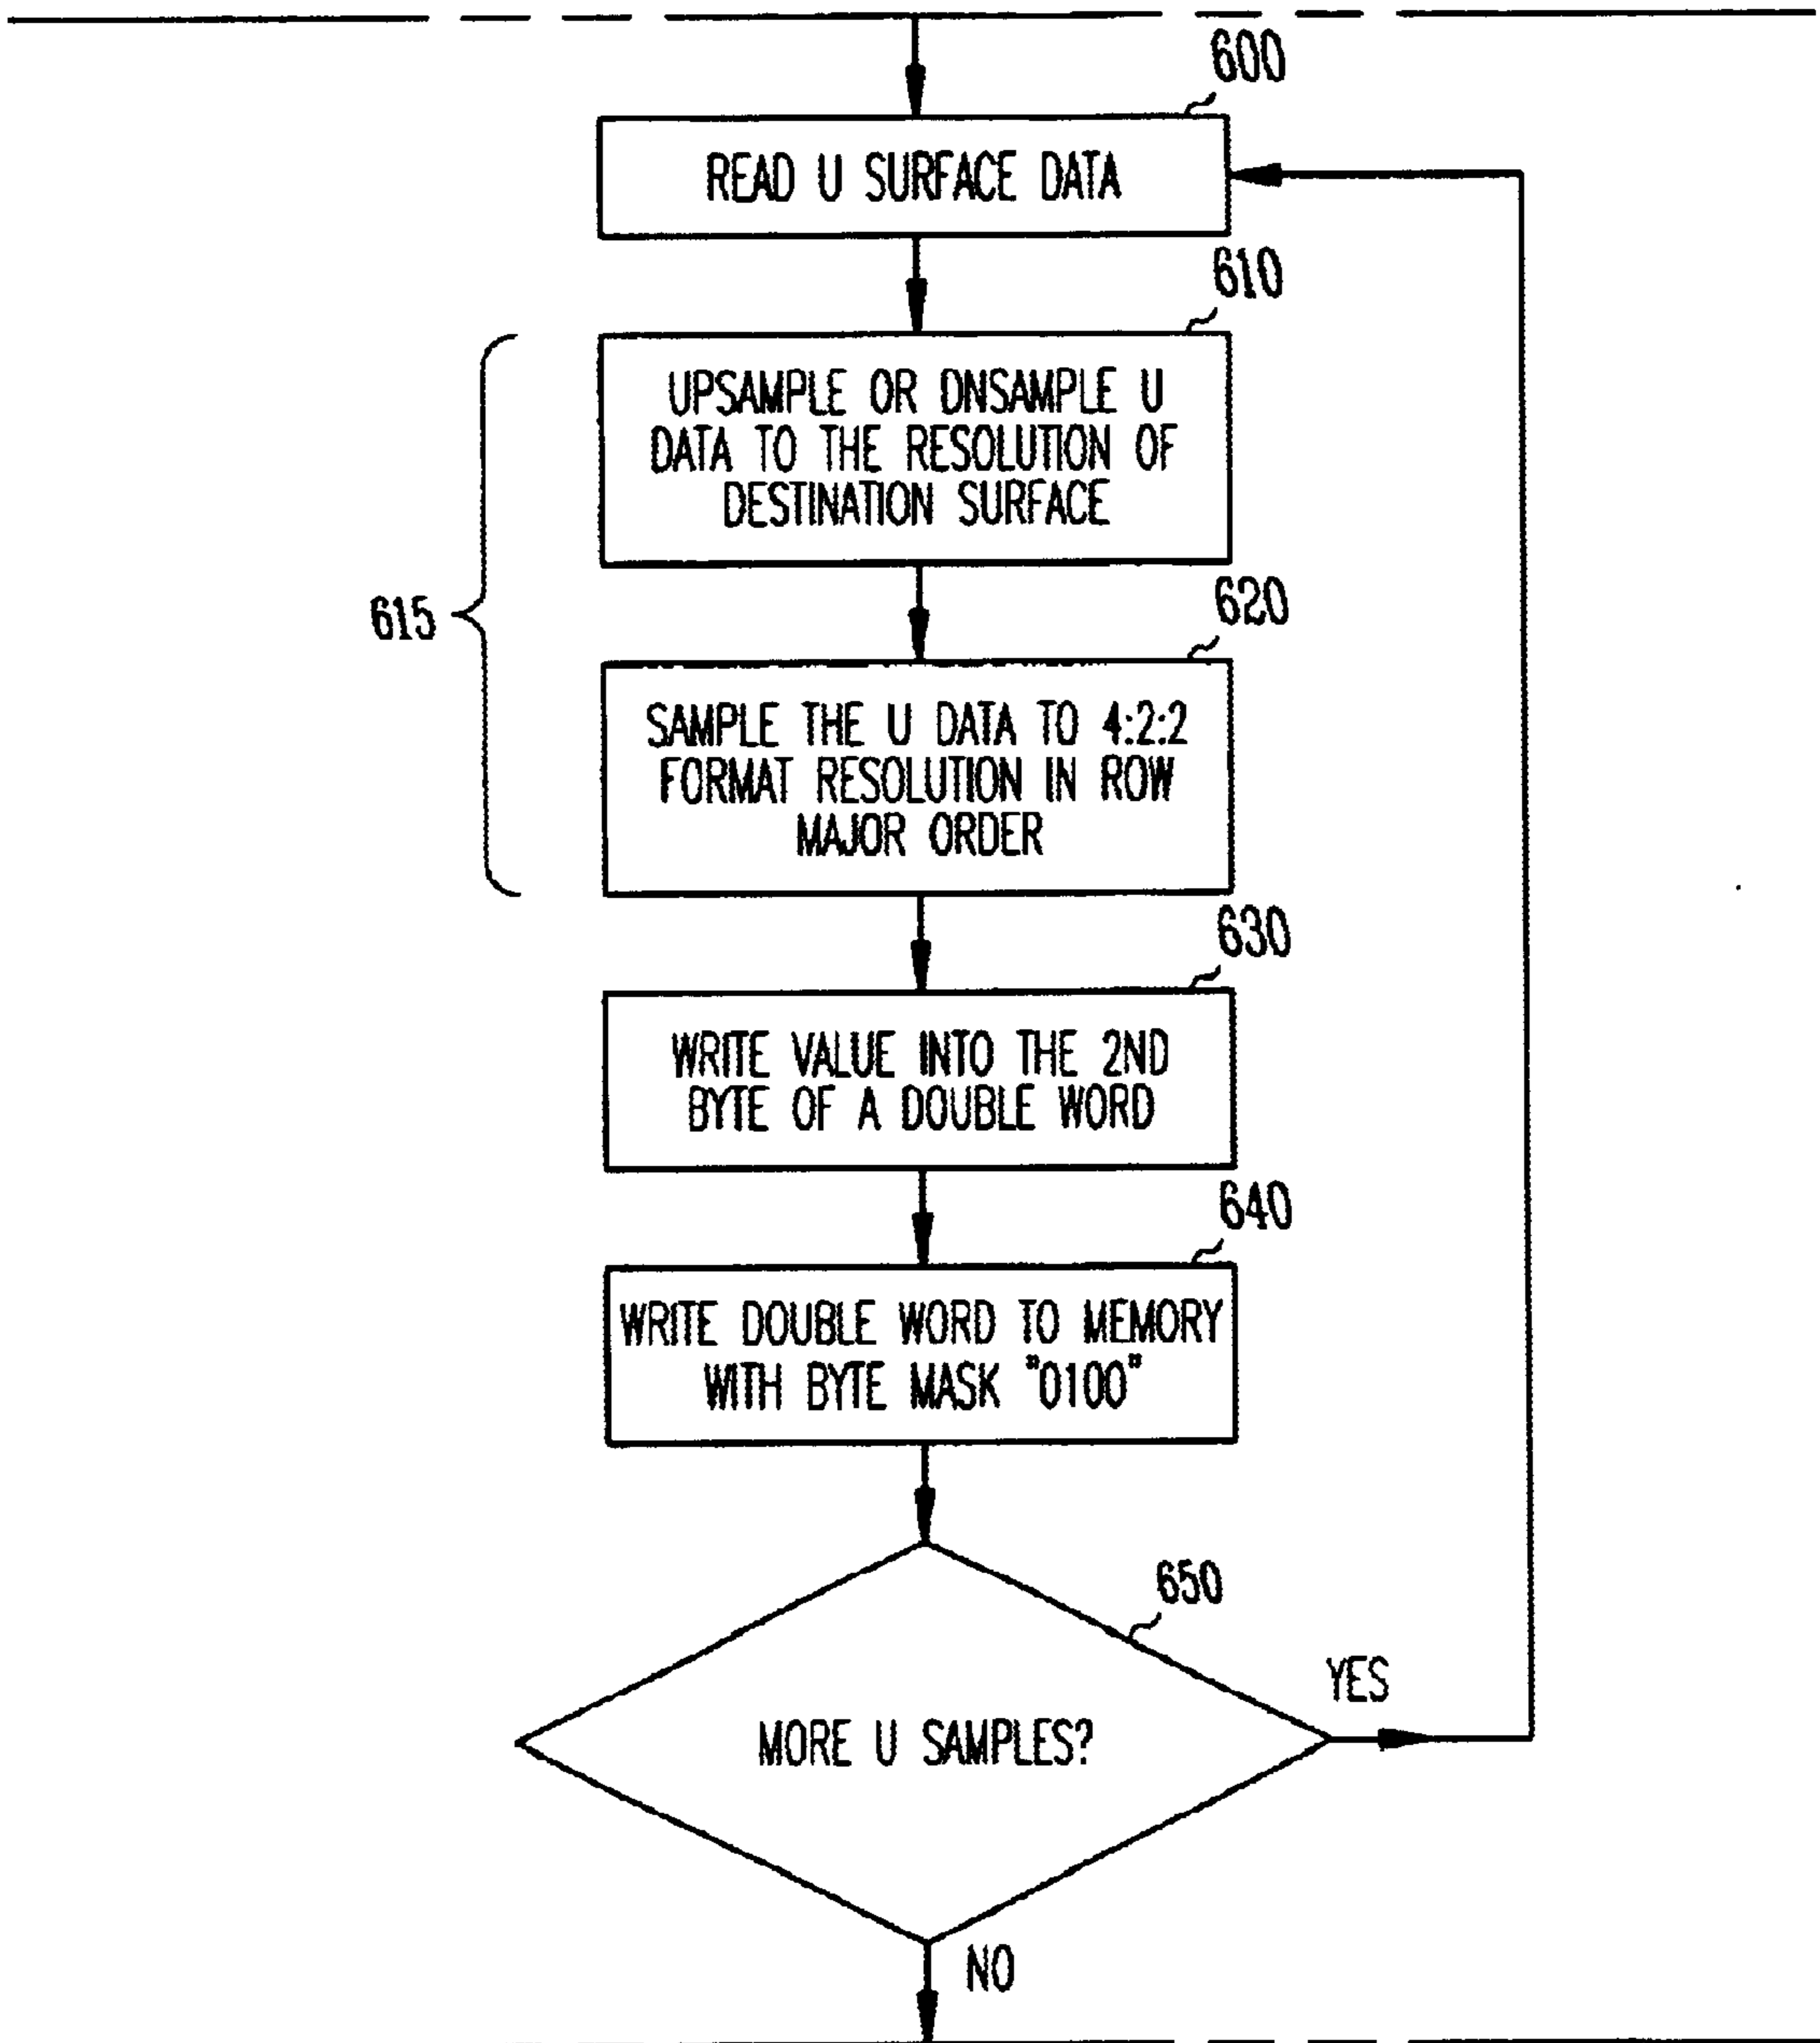 600
READ U SURFACE DATA
610
UPSAMPLE OR DNSAMPLE U
DATA TO THE RESOLUTION OF
DESTINATION SURFACE
615
620
SAMPLE THE U DATA TO 4:2:2
FORMAT RESOLUTION IN ROW
MAJOR ORDER
630
WRITE VALUE INTO THE 2ND
BYTE OF A DOUBLE WORD
640
WRITE DOUBLE WORD TO MEMORY
WITH BYTE MASK "0100"
650
YES
MORE U SAMPLES?
NO